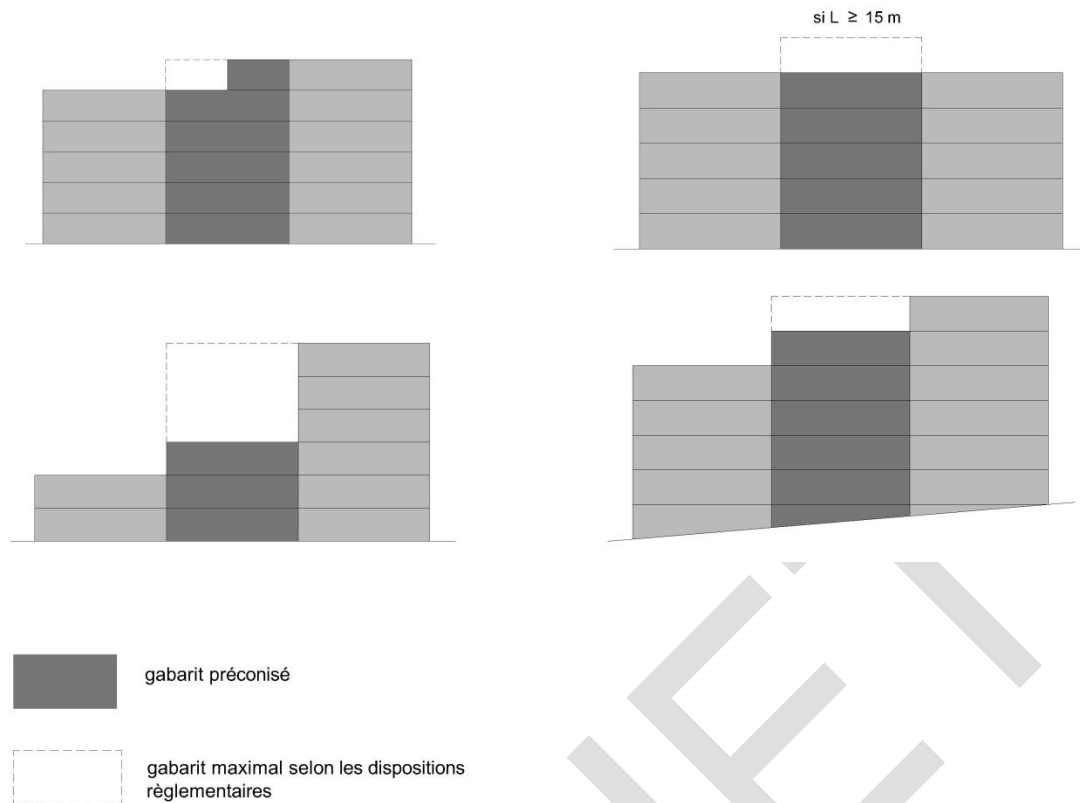 si L ≥ 15 m
gabarit préconisé
gabarit maximal selon les dispositions
règlementaires